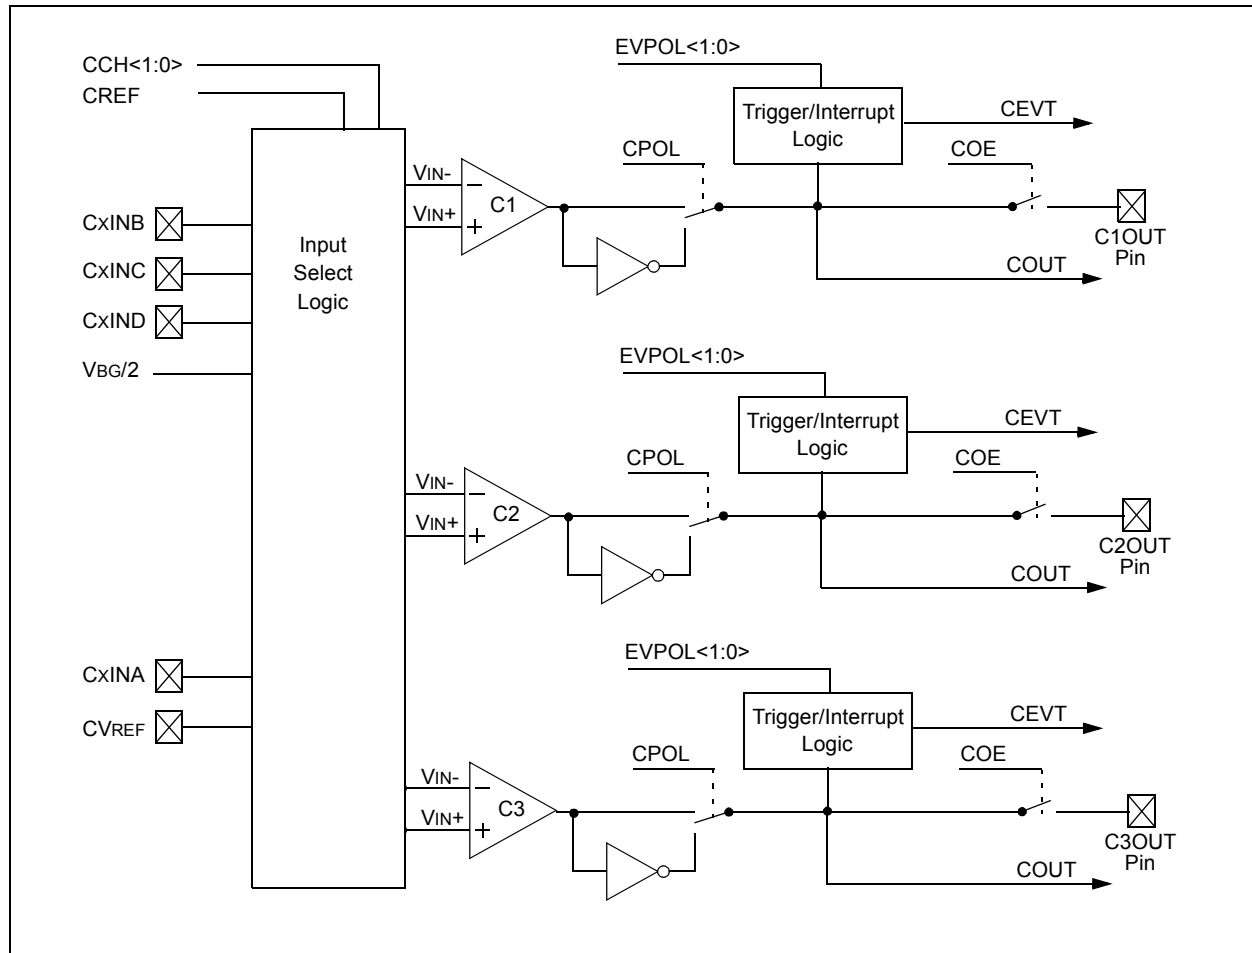 CCH<1:0>
CREF
CxINB
CxINC
CxIND
VBG/2
CxINA
CVREF
Input
Select
Logic
EVPOL<1:0>
Trigger/Interrupt
Logic
CEVT
CPOL
COE
VIN-
VIN+
C1
C1OUT
Pin
COUT
EVPOL<1:0>
Trigger/Interrupt
Logic
CEVT
CPOL
COE
VIN-
VIN+
C2
C2OUT
Pin
COUT
EVPOL<1:0>
Trigger/Interrupt
Logic
CEVT
CPOL
COE
VIN-
VIN+
C3
C3OUT
Pin
COUT